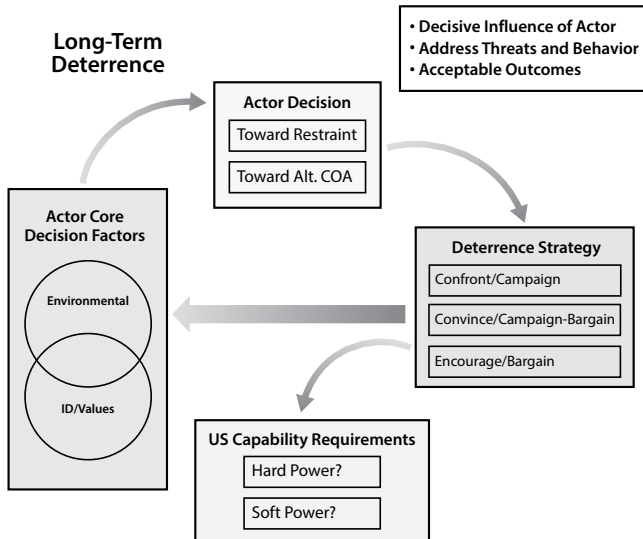 Long-Term
Deterrence
• Decisive Influence of Actor
• Address Threats and Behavior
• Acceptable Outcomes
Actor Decision
Toward Restraint
Toward Alt. COA
Actor Core
Decision Factors
Environmental
ID/Values
Deterrence Strategy
Confront/Campaign
Convince/Campaign-Bargain
Encourage/Bargain
US Capability Requirements
Hard Power?
Soft Power?